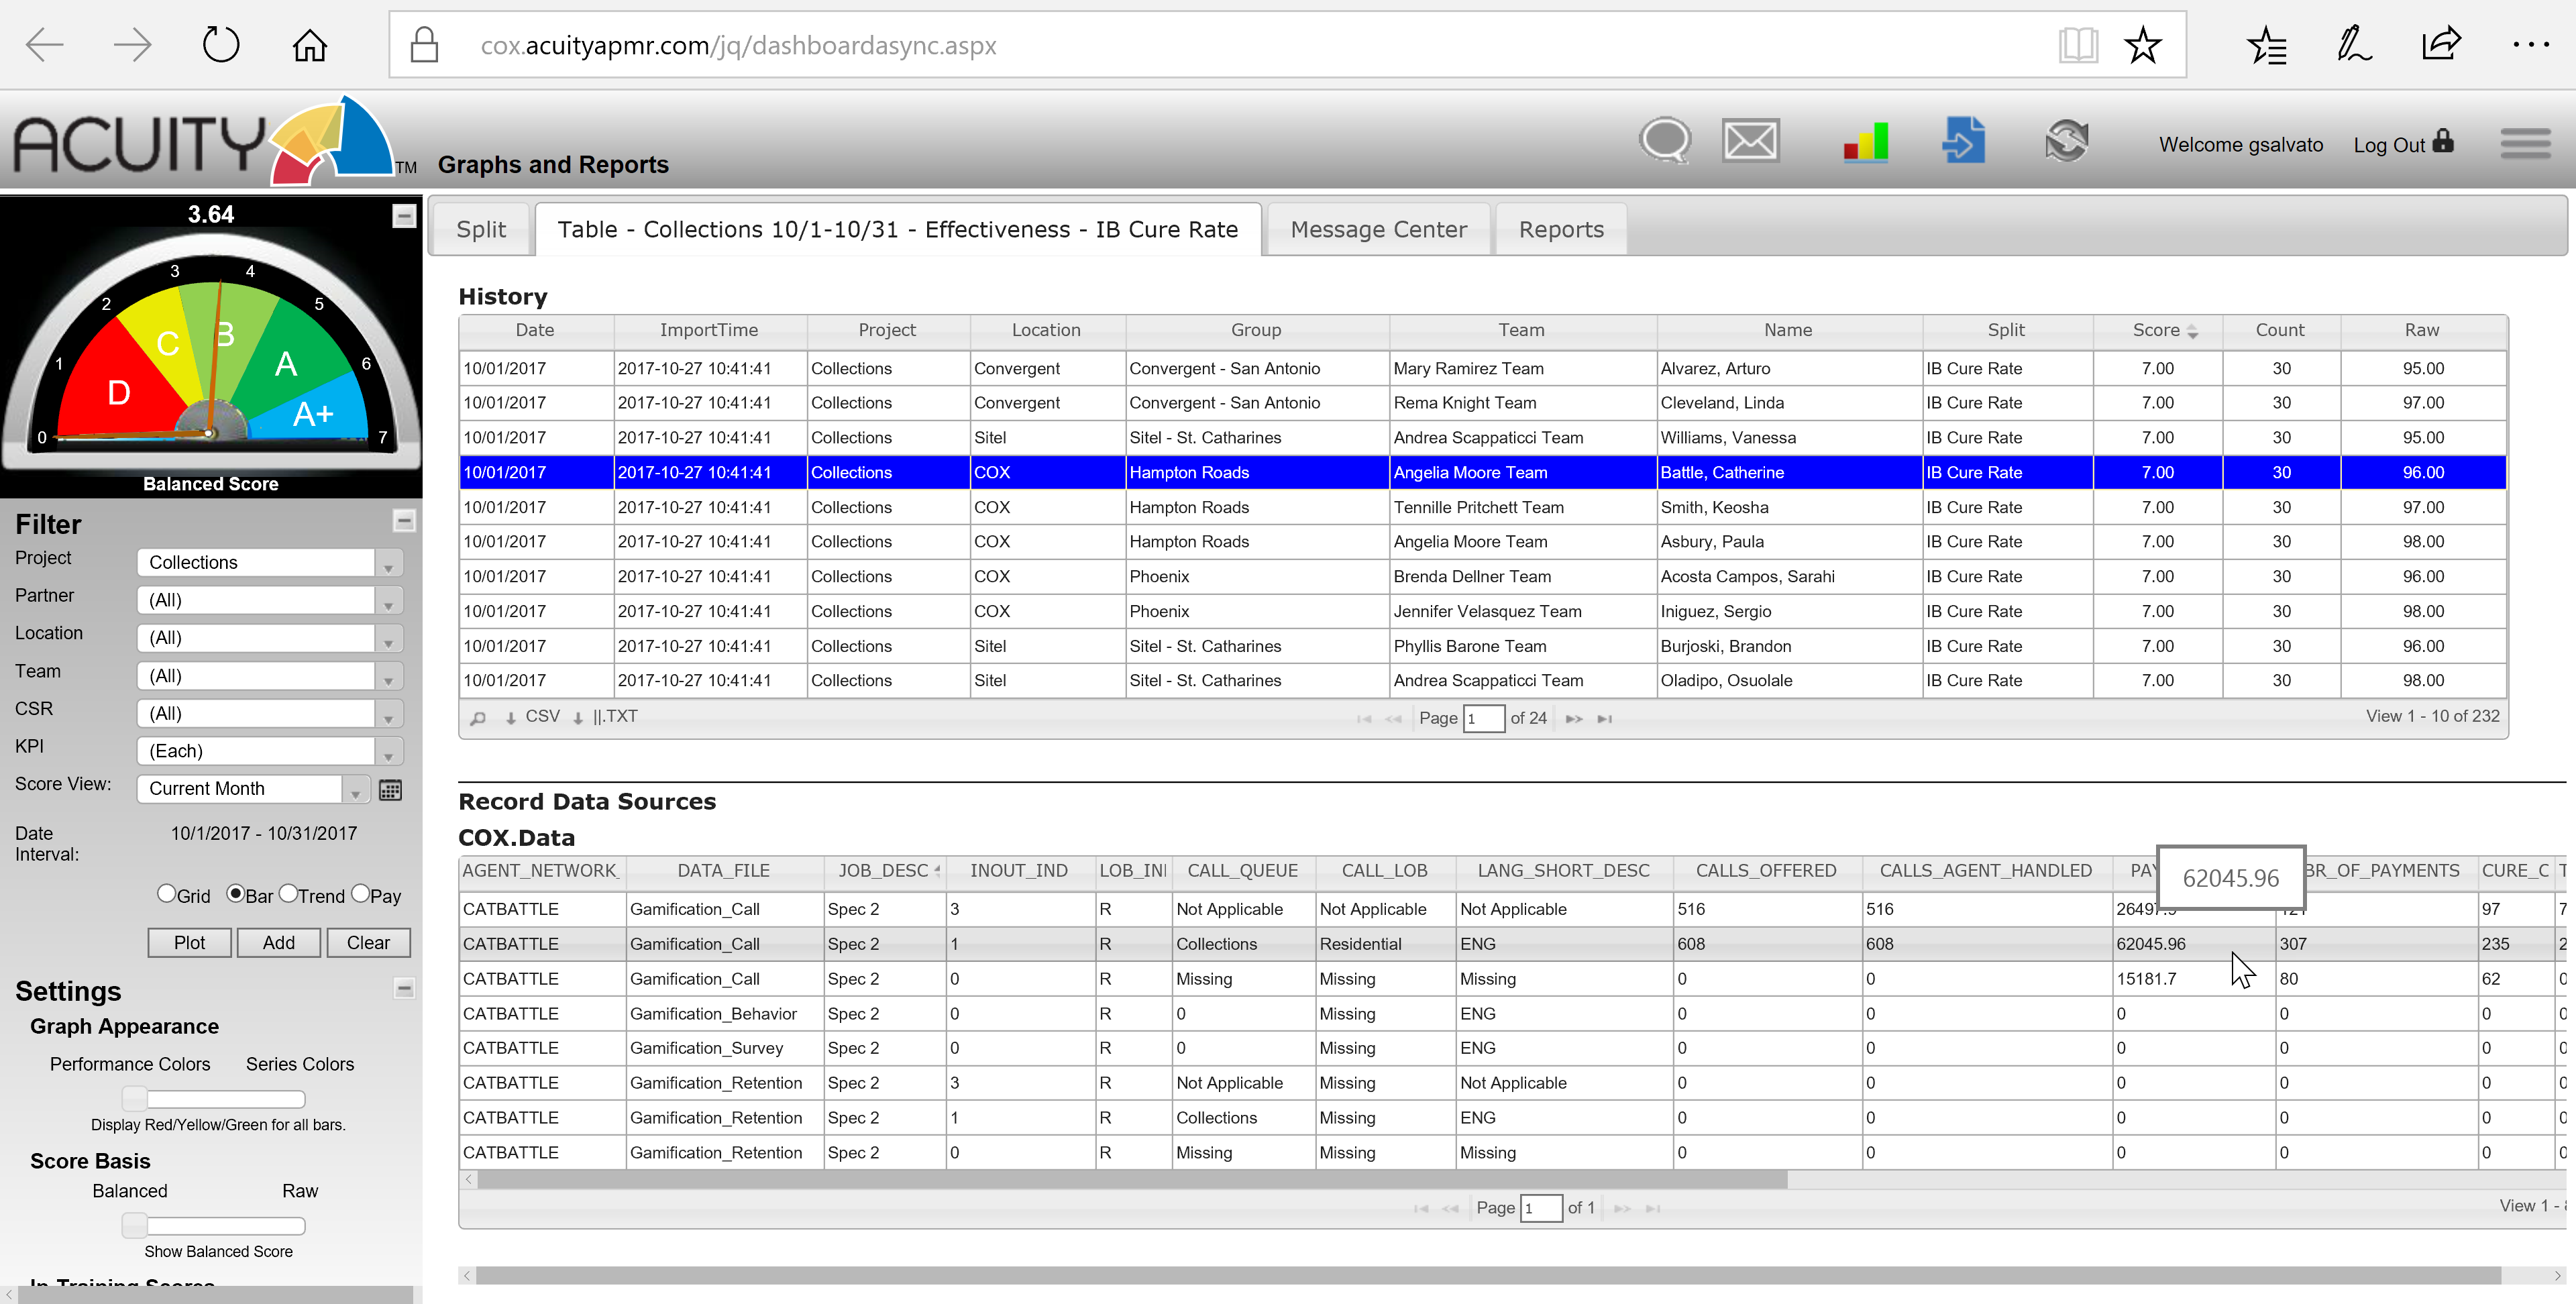 cox.acuityapmr.com/jq/dashboardasync.aspx
ACUITY TM Graphs and Reports Welcome gsalvato Log Out
3.64
0 1 2 3 4 5 6 7
D C B A A+
Balanced Score
Filter
Project Collections
Partner (All)
Location (All)
Team (All)
CSR (All)
KPI (Each)
Score View: Current Month
Date Interval: 10/1/2017 - 10/31/2017
Grid Bar Trend Pay
Plot Add Clear
Settings
Graph Appearance
Performance Colors Series Colors
Display Red/Yellow/Green for all bars.
Score Basis
Balanced Raw
Show Balanced Score
In-Training Scores
Split Table - Collections 10/1-10/31 - Effectiveness - IB Cure Rate Message Center Reports
History
Date ImportTime Project Location Group Team Name Split Score Count Raw
10/01/2017 2017-10-27 10:41:41 Collections Convergent Convergent - San Antonio Mary Ramirez Team Alvarez, Arturo IB Cure Rate 7.00 30 95.00
10/01/2017 2017-10-27 10:41:41 Collections Convergent Convergent - San Antonio Rema Knight Team Cleveland, Linda IB Cure Rate 7.00 30 97.00
10/01/2017 2017-10-27 10:41:41 Collections Sitel Sitel - St. Catharines Andrea Scappaticci Team Williams, Vanessa IB Cure Rate 7.00 30 95.00
10/01/2017 2017-10-27 10:41:41 Collections COX Hampton Roads Angelia Moore Team Battle, Catherine IB Cure Rate 7.00 30 96.00
10/01/2017 2017-10-27 10:41:41 Collections COX Hampton Roads Tennille Pritchett Team Smith, Keosha IB Cure Rate 7.00 30 97.00
10/01/2017 2017-10-27 10:41:41 Collections COX Hampton Roads Angelia Moore Team Asbury, Paula IB Cure Rate 7.00 30 98.00
10/01/2017 2017-10-27 10:41:41 Collections COX Phoenix Brenda Dellner Team Acosta Campos, Sarahi IB Cure Rate 7.00 30 96.00
10/01/2017 2017-10-27 10:41:41 Collections COX Phoenix Jennifer Velasquez Team Iniguez, Sergio IB Cure Rate 7.00 30 98.00
10/01/2017 2017-10-27 10:41:41 Collections Sitel Sitel - St. Catharines Phyllis Barone Team Burjoski, Brandon IB Cure Rate 7.00 30 96.00
10/01/2017 2017-10-27 10:41:41 Collections Sitel Sitel - St. Catharines Andrea Scappaticci Team Oladipo, Osuolale IB Cure Rate 7.00 30 98.00
CSV ||.TXT Page 1 of 24 View 1 - 10 of 232
Record Data Sources
COX.Data
AGENT_NETWORK_ DATA_FILE JOB_DESC INOUT_IND LOB_IN CALL_QUEUE CALL_LOB LANG_SHORT_DESC CALLS_OFFERED CALLS_AGENT_HANDLED PAY 62045.96 BR_OF_PAYMENTS CURE_C T
CATBATTLE Gamification_Call Spec 2 3 R Not Applicable Not Applicable Not Applicable 516 516 97 7
CATBATTLE Gamification_Call Spec 2 1 R Collections Residential ENG 608 608 62045.96 307 235 2
CATBATTLE Gamification_Call Spec 2 0 R Missing Missing Missing 0 0 15181.7 80 62 0
CATBATTLE Gamification_Behavior Spec 2 0 R 0 Missing ENG 0 0 0 0 0 0
CATBATTLE Gamification_Survey Spec 2 0 R 0 Missing ENG 0 0 0 0 0 0
CATBATTLE Gamification_Retention Spec 2 3 R Not Applicable Missing Not Applicable 0 0 0 0 0 0
CATBATTLE Gamification_Retention Spec 2 1 R Collections Missing ENG 0 0 0 0 0 0
CATBATTLE Gamification_Retention Spec 2 0 R Missing Missing Missing 0 0 0 0 0 0
Page 1 of 1 View 1 -